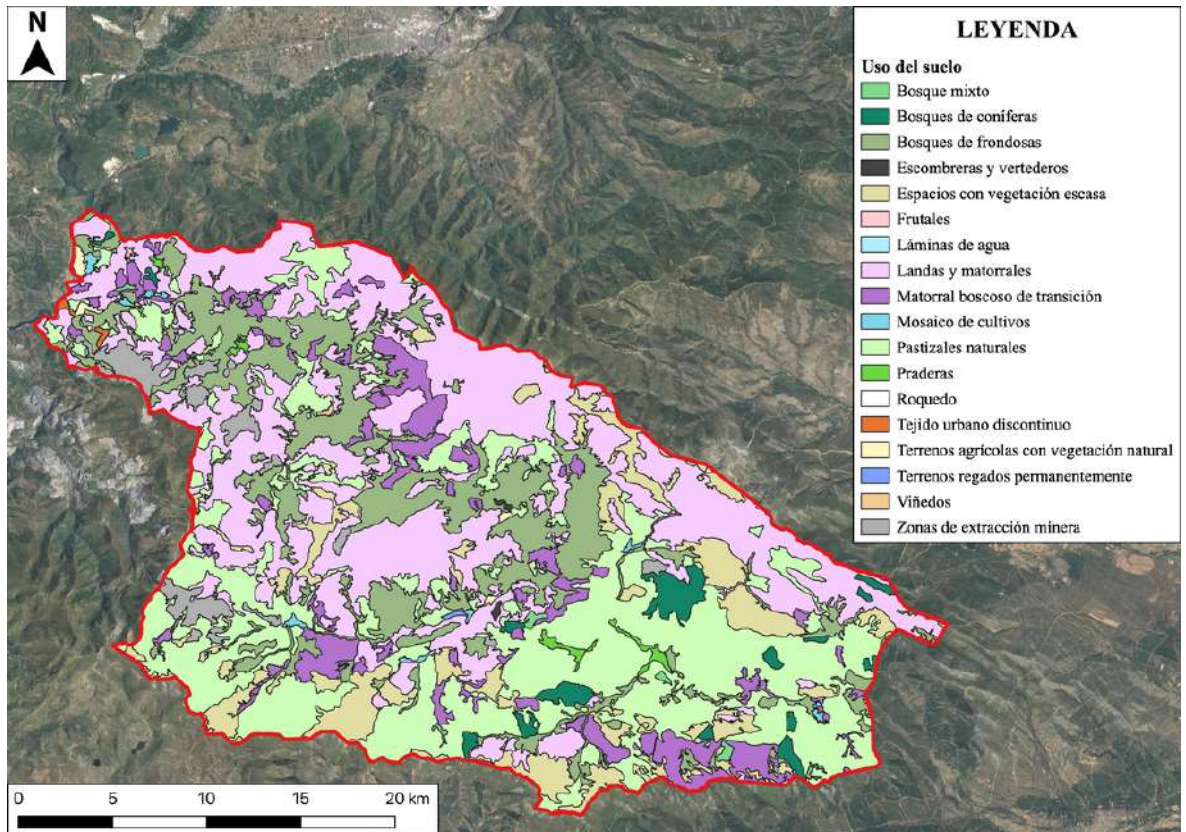 N
LEYENDA
Uso del suelo
Bosque mixto
Bosques de coníferas
Bosques de frondosas
Escombreras y vertederos
Espacios con vegetación escasa
Frutales
Láminas de agua
Landas y matorrales
Matorral boscoso de transición
Mosaico de cultivos
Pastizales naturales
Praderas
Roquedo
Tejido urbano discontinuo
Terrenos agrícolas con vegetación natural
Terrenos regados permanentemente
Viñedos
Zonas de extracción minera
0 5 10 15 20 km